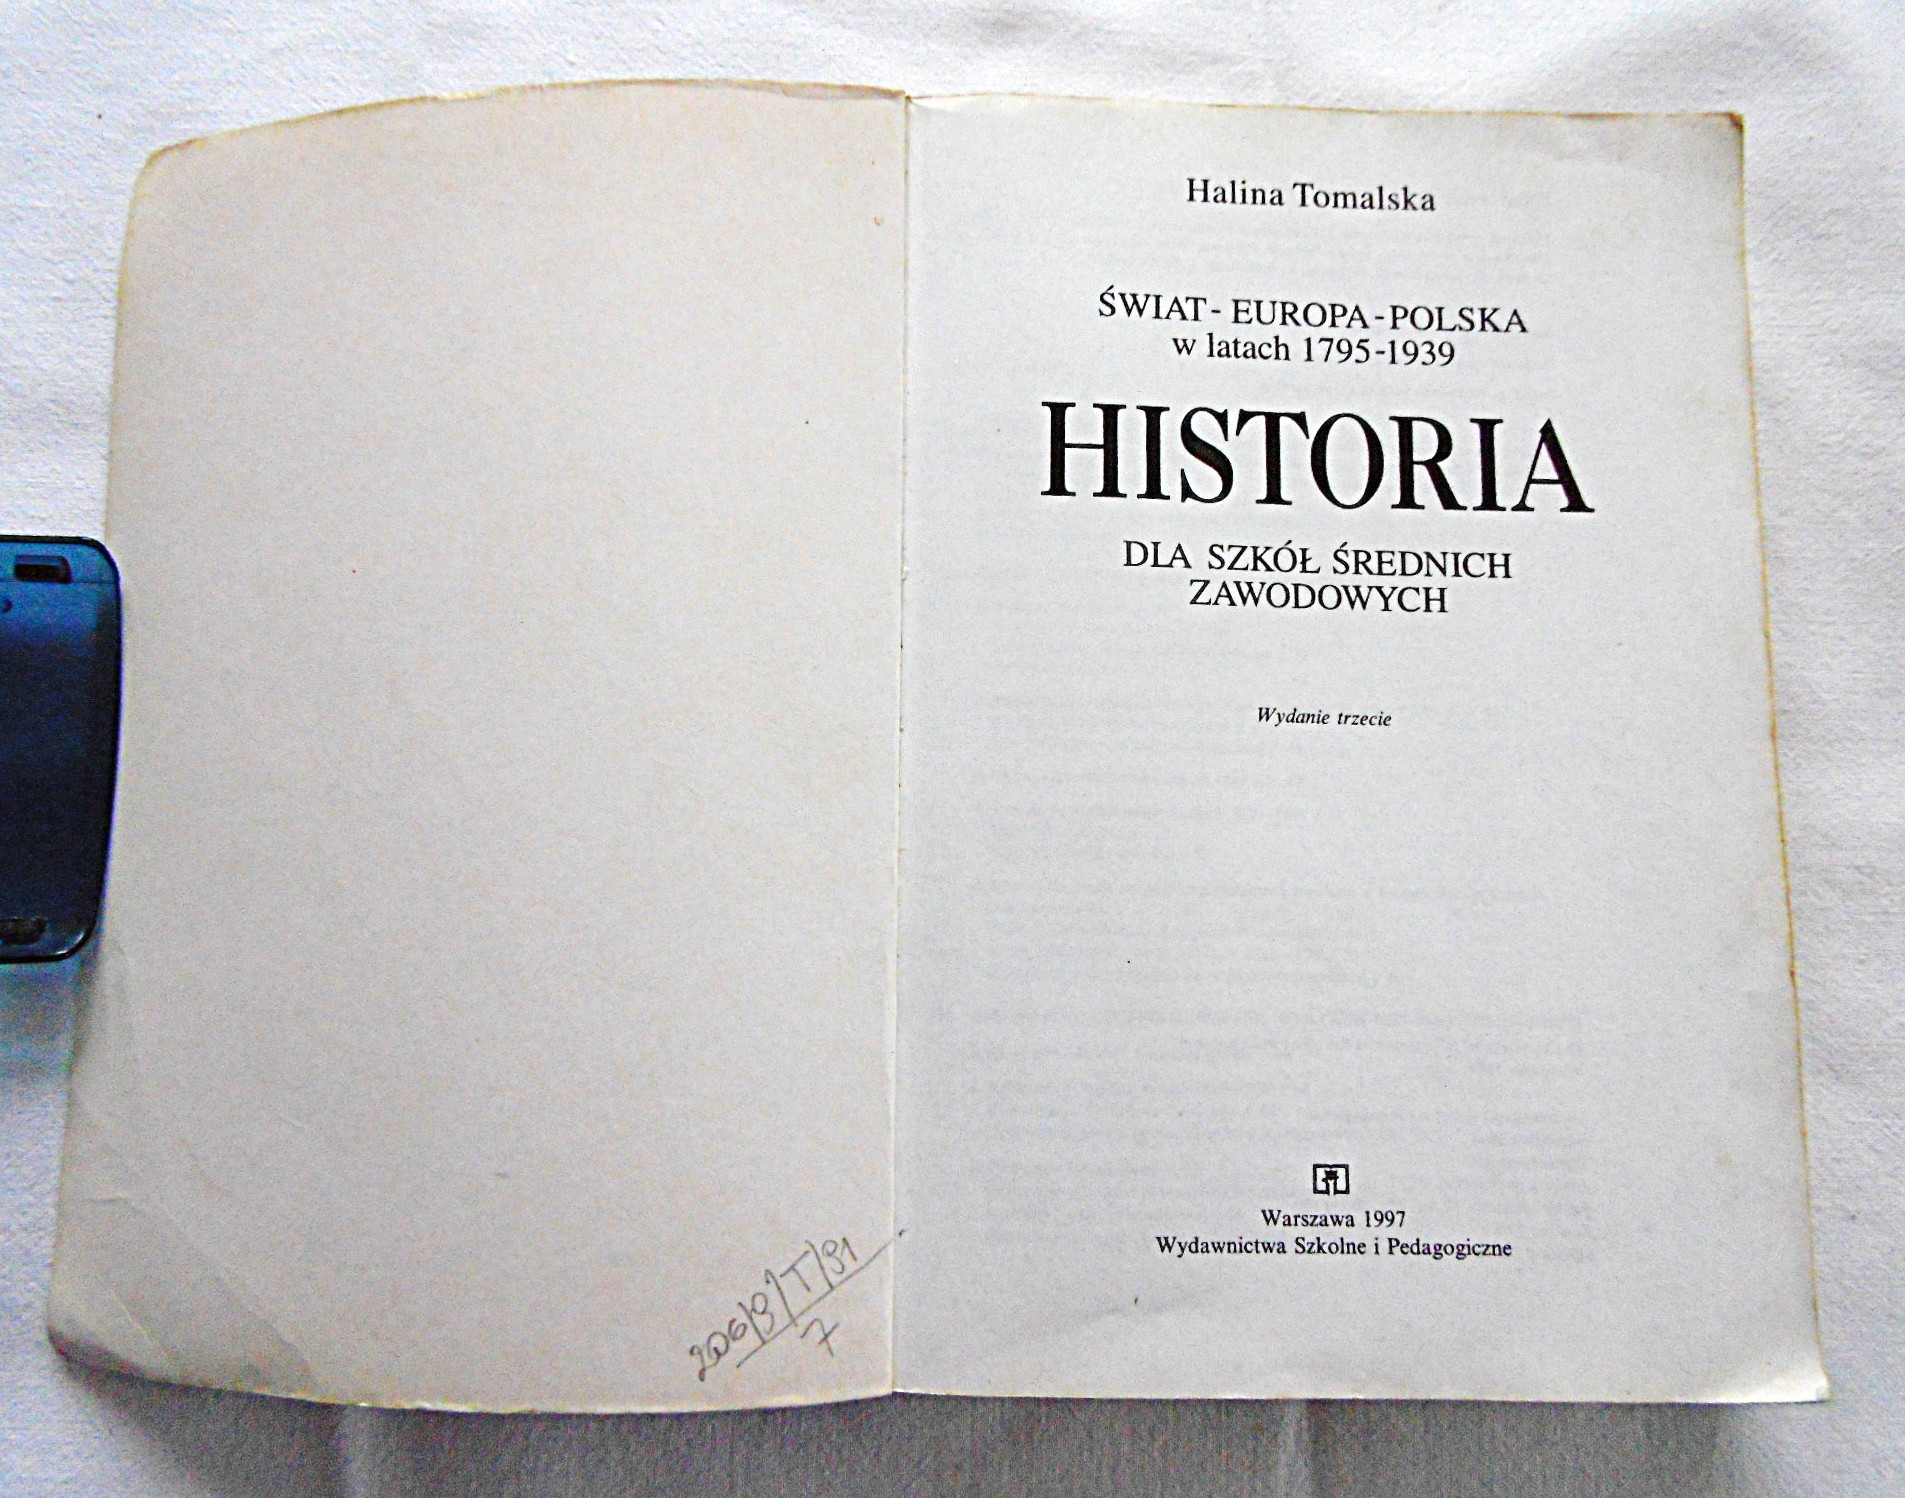 Halina Tomalska
ŚWIAT - EUROPA - POLSKA
w latach 1795-1939
HISTORIA
DLA SZKÓŁ ŚREDNICH
ZAWODOWYCH
Wydanie trzecie
Warszawa 1997
Wydawnictwa Szkolne i Pedagogiczne
7